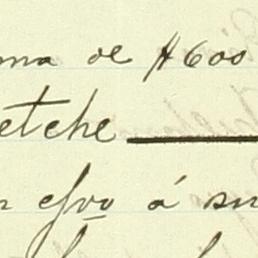 ma de $600
etche
n efvo á su